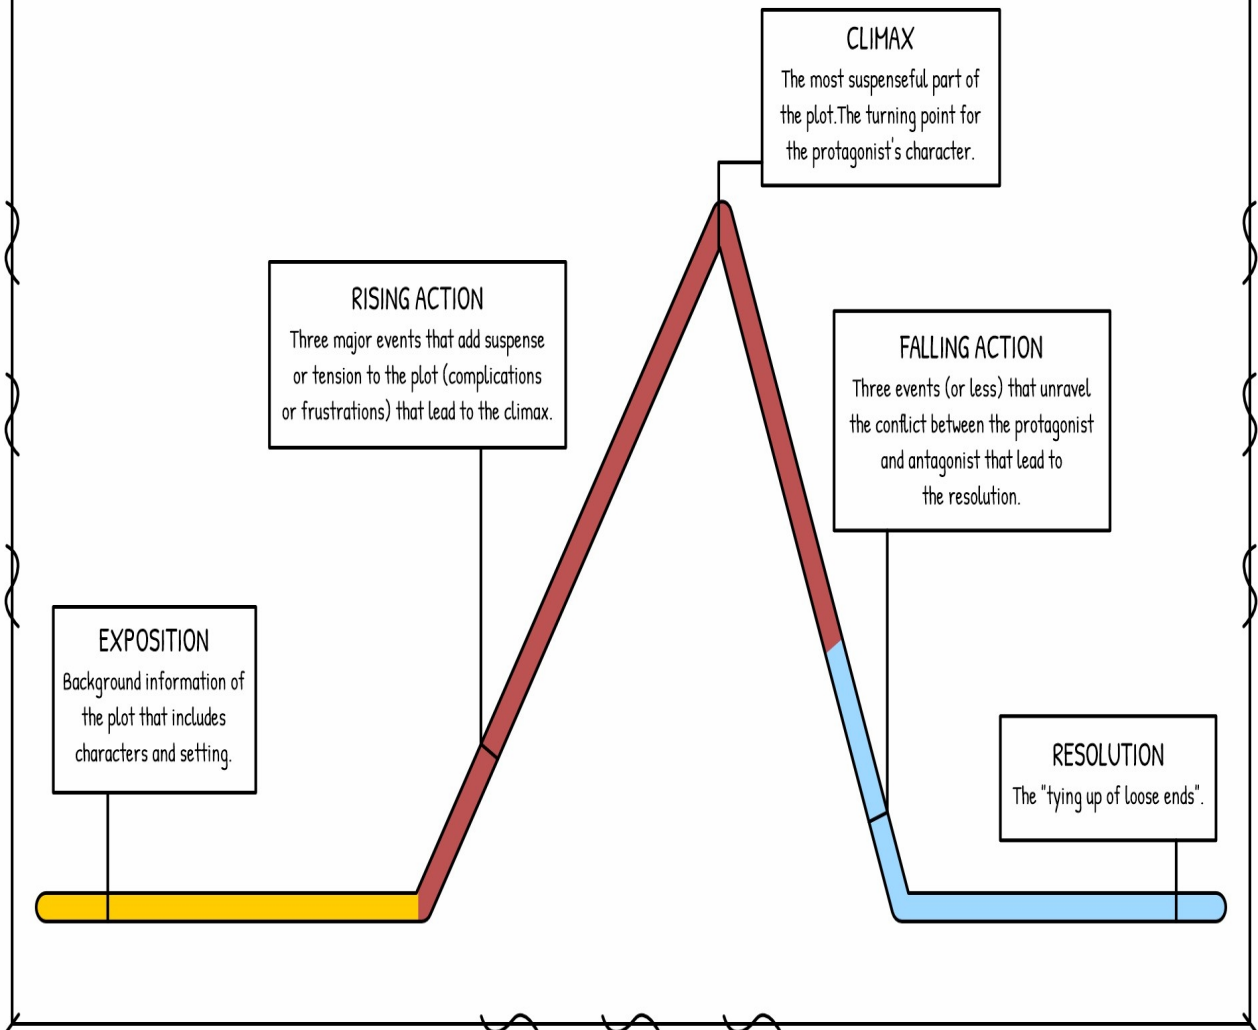 CLIMAX
The most suspenseful part of
the plot.The turning point for
the protagonist's character.
RISING ACTION
Three major events that add suspense
or tension to the plot (complications
or frustrations) that lead to the climax.
FALLING ACTION
Three events (or less) that unravel
the conflict between the protagonist
and antagonist that lead to
the resolution.
EXPOSITION
Background information of
the plot that includes
characters and setting.
RESOLUTION
The "tying up of loose ends".